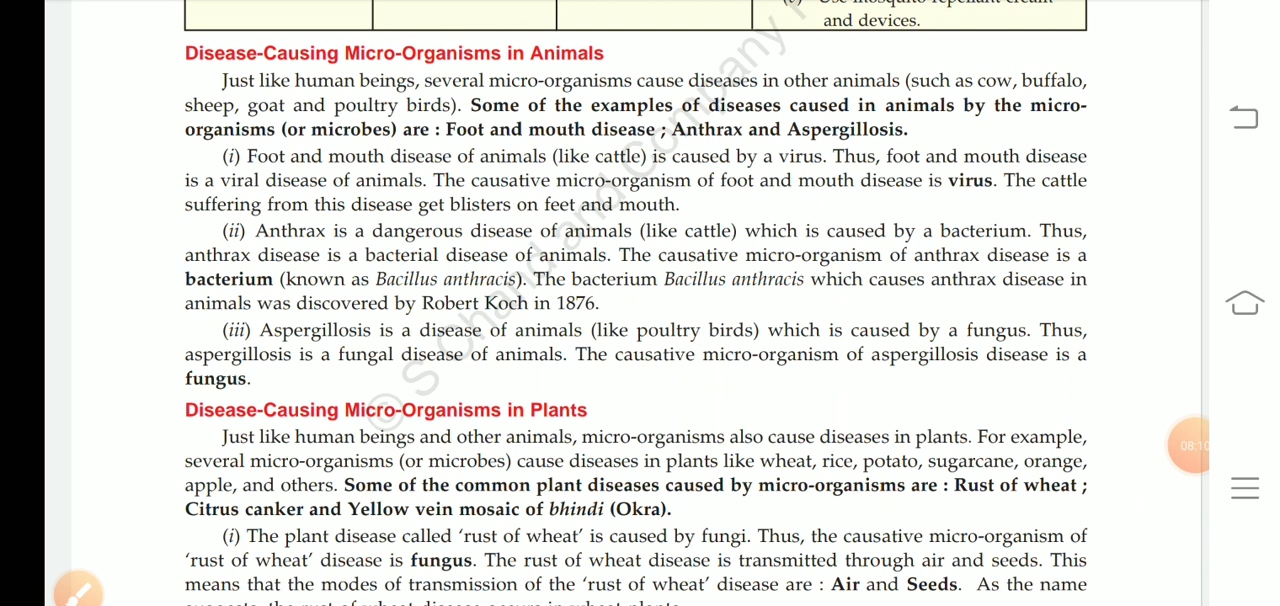 and devices.
Disease-Causing Micro-Organisms in Animals
Just like human beings, several micro-organisms cause diseases in other animals (such as cow, buffalo,
sheep, goat and poultry birds). Some of the examples of diseases caused in animals by the micro-
organisms (or microbes) are : Foot and mouth disease ; Anthrax and Aspergillosis.
(i) Foot and mouth disease of animals (like cattle) is caused by a virus. Thus, foot and mouth disease
is a viral disease of animals. The causative micro-organism of foot and mouth disease is virus. The cattle
suffering from this disease get blisters on feet and mouth.
(ii) Anthrax is a dangerous disease of animals (like cattle) which is caused by a bacterium. Thus,
anthrax disease is a bacterial disease of animals. The causative micro-organism of anthrax disease is a
bacterium (known as Bacillus anthracis). The bacterium Bacillus anthracis which causes anthrax disease in
animals was discovered by Robert Koch in 1876.
(iii) Aspergillosis is a disease of animals (like poultry birds) which is caused by a fungus. Thus,
aspergillosis is a fungal disease of animals. The causative micro-organism of aspergillosis disease is a
fungus.
Disease-Causing Micro-Organisms in Plants
Just like human beings and other animals, micro-organisms also cause diseases in plants. For example,
several micro-organisms (or microbes) cause diseases in plants like wheat, rice, potato, sugarcane, orange,
apple, and others. Some of the common plant diseases caused by micro-organisms are : Rust of wheat ;
Citrus canker and Yellow vein mosaic of bhindi (Okra).
(i) The plant disease called ‘rust of wheat’ is caused by fungi. Thus, the causative micro-organism of
‘rust of wheat’ disease is fungus. The rust of wheat disease is transmitted through air and seeds. This
means that the modes of transmission of the ‘rust of wheat’ disease are : Air and Seeds. As the name
© S Chand and Company
08:10